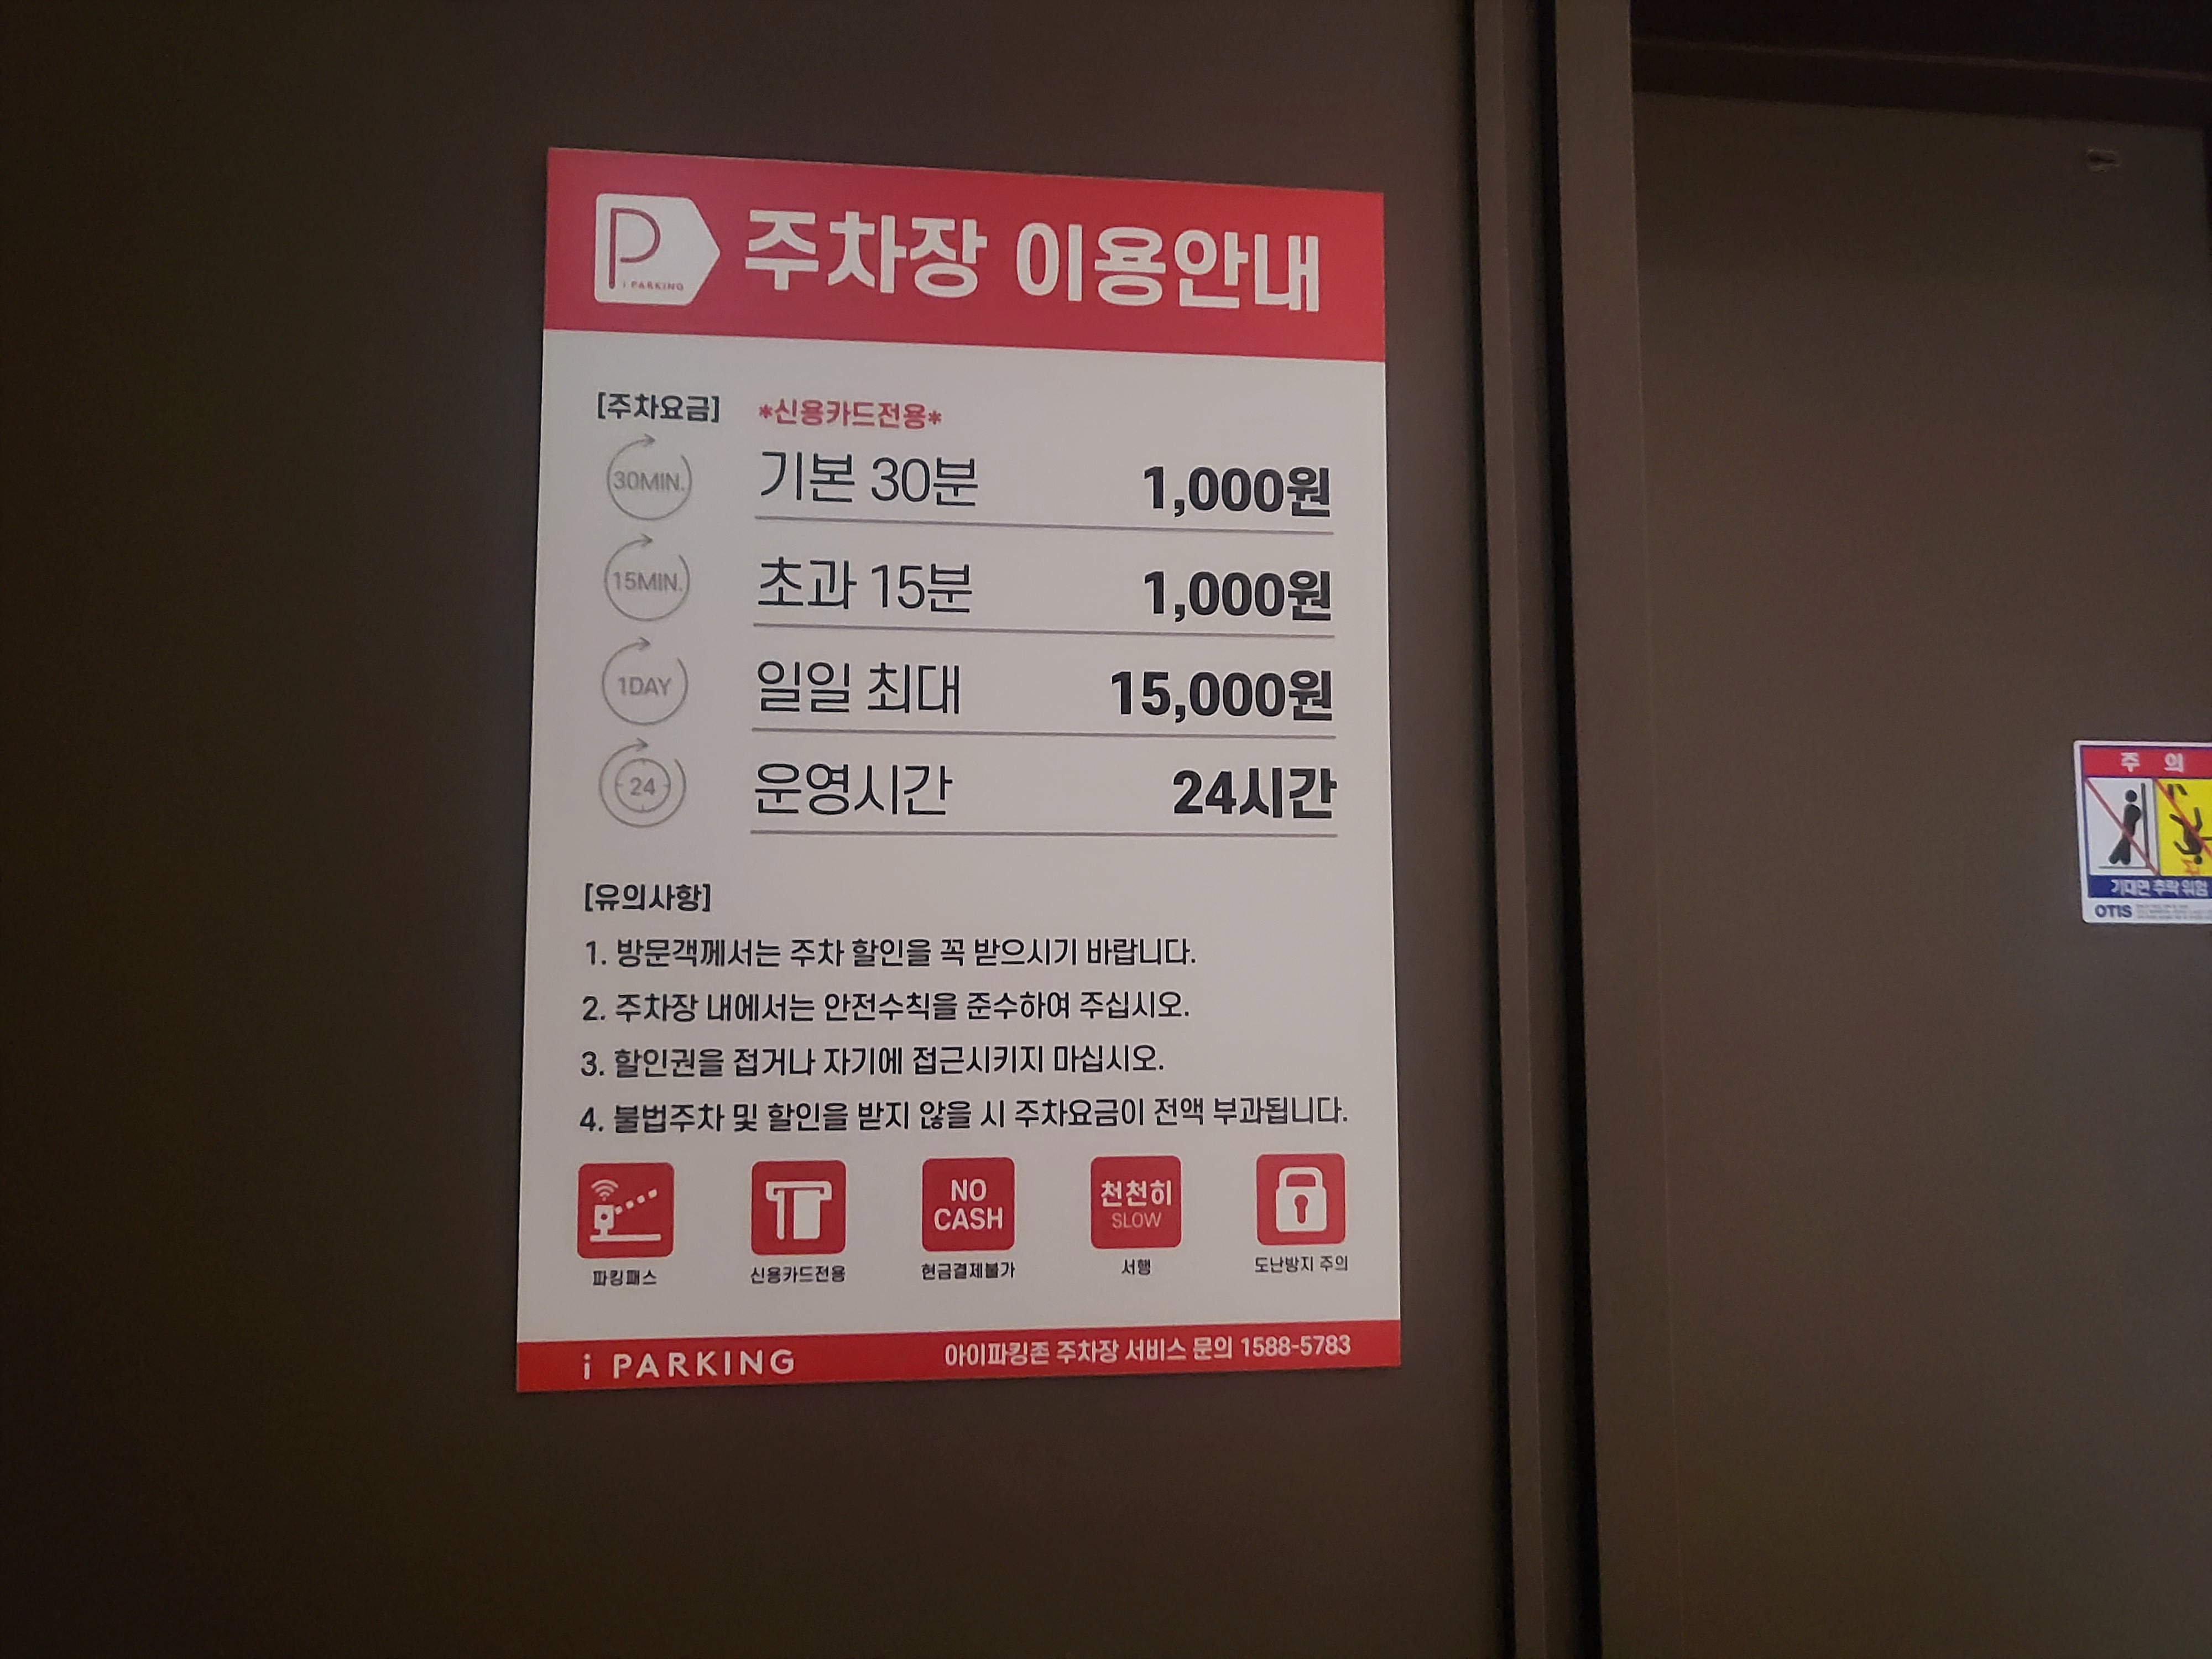 P
i PARKING
주차장 이용안내
[주차요금] *신용카드전용*
30MIN. 기본 30분 1,000원
15MIN. 초과 15분 1,000원
1DAY 일일 최대 15,000원
24 운영시간 24시간
[유의사항]
1. 방문객께서는 주차 할인을 꼭 받으시기 바랍니다.
2. 주차장 내에서는 안전수칙을 준수하여 주십시오.
3. 할인권을 접거나 자기에 접근시키지 마십시오.
4. 불법주차 및 할인을 받지 않을 시 주차요금이 전액 부과됩니다.
NO
CASH
천천히
SLOW
파킹패스 신용카드전용 현금결제불가 서행 도난방지 주의
i PARKING 아이파킹존 주차장 서비스 문의 1588-5783
주 의
기대면 추락 위험
OTIS